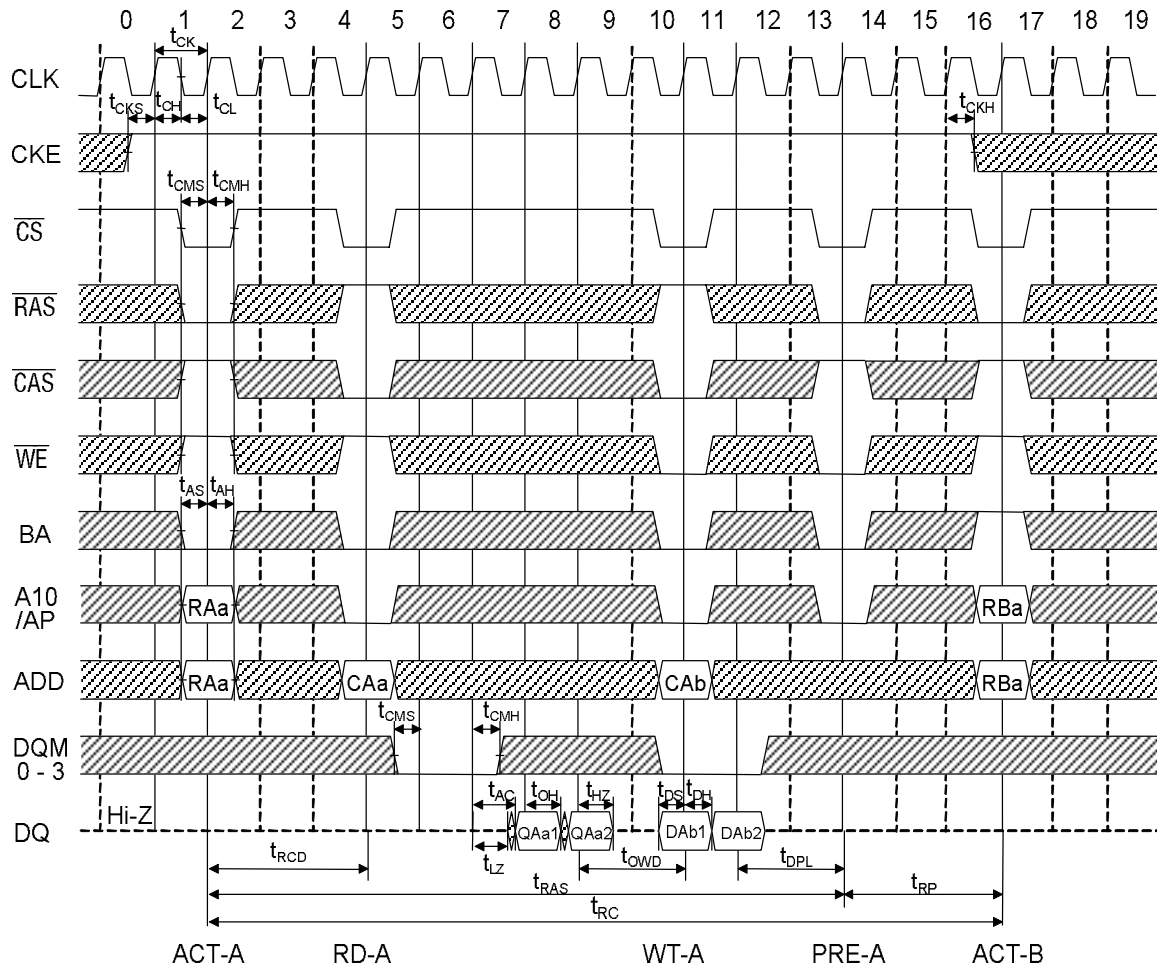 0 1 2 3 4 5 6 7 8 9 10 11 12 13 14 15 16 17 18 19
tCK
CLK
tCKS tCH tCL tCKH
CKE
tCMS tCMH
CS
RAS
CAS
WE
tAS tAH
BA
A10
/AP
RAa RBa
ADD RAa CAa CAb RBa
tCMS tCMH
DQM
0 - 3
tAC tOH tHZ tDS tDH
Hi-Z
DQ QAa1 QAa2 DAb1 DAb2
tRCD tLZ tOWD tDPL
tRAS tRP
tRC
ACT-A RD-A WT-A PRE-A ACT-B